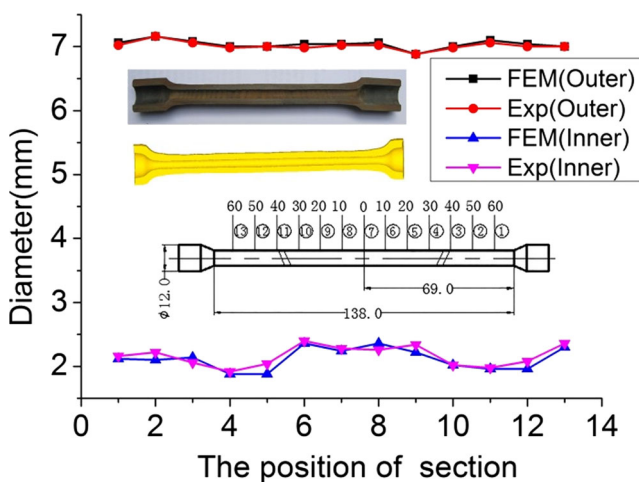 Diameter(mm)
7
6
5
4
3
2
FEM(Outer)
Exp(Outer)
FEM(Inner)
Exp(Inner)
60 50 40 30 20 10 0 10 20 30 40 50 60
⑬ ⑫ ⑪ ⑩ ⑨ ⑧ ⑦ ⑥ ⑤ ④ ③ ② ①
ϕ12.0
69.0
138.0
0 2 4 6 8 10 12 14
The position of section